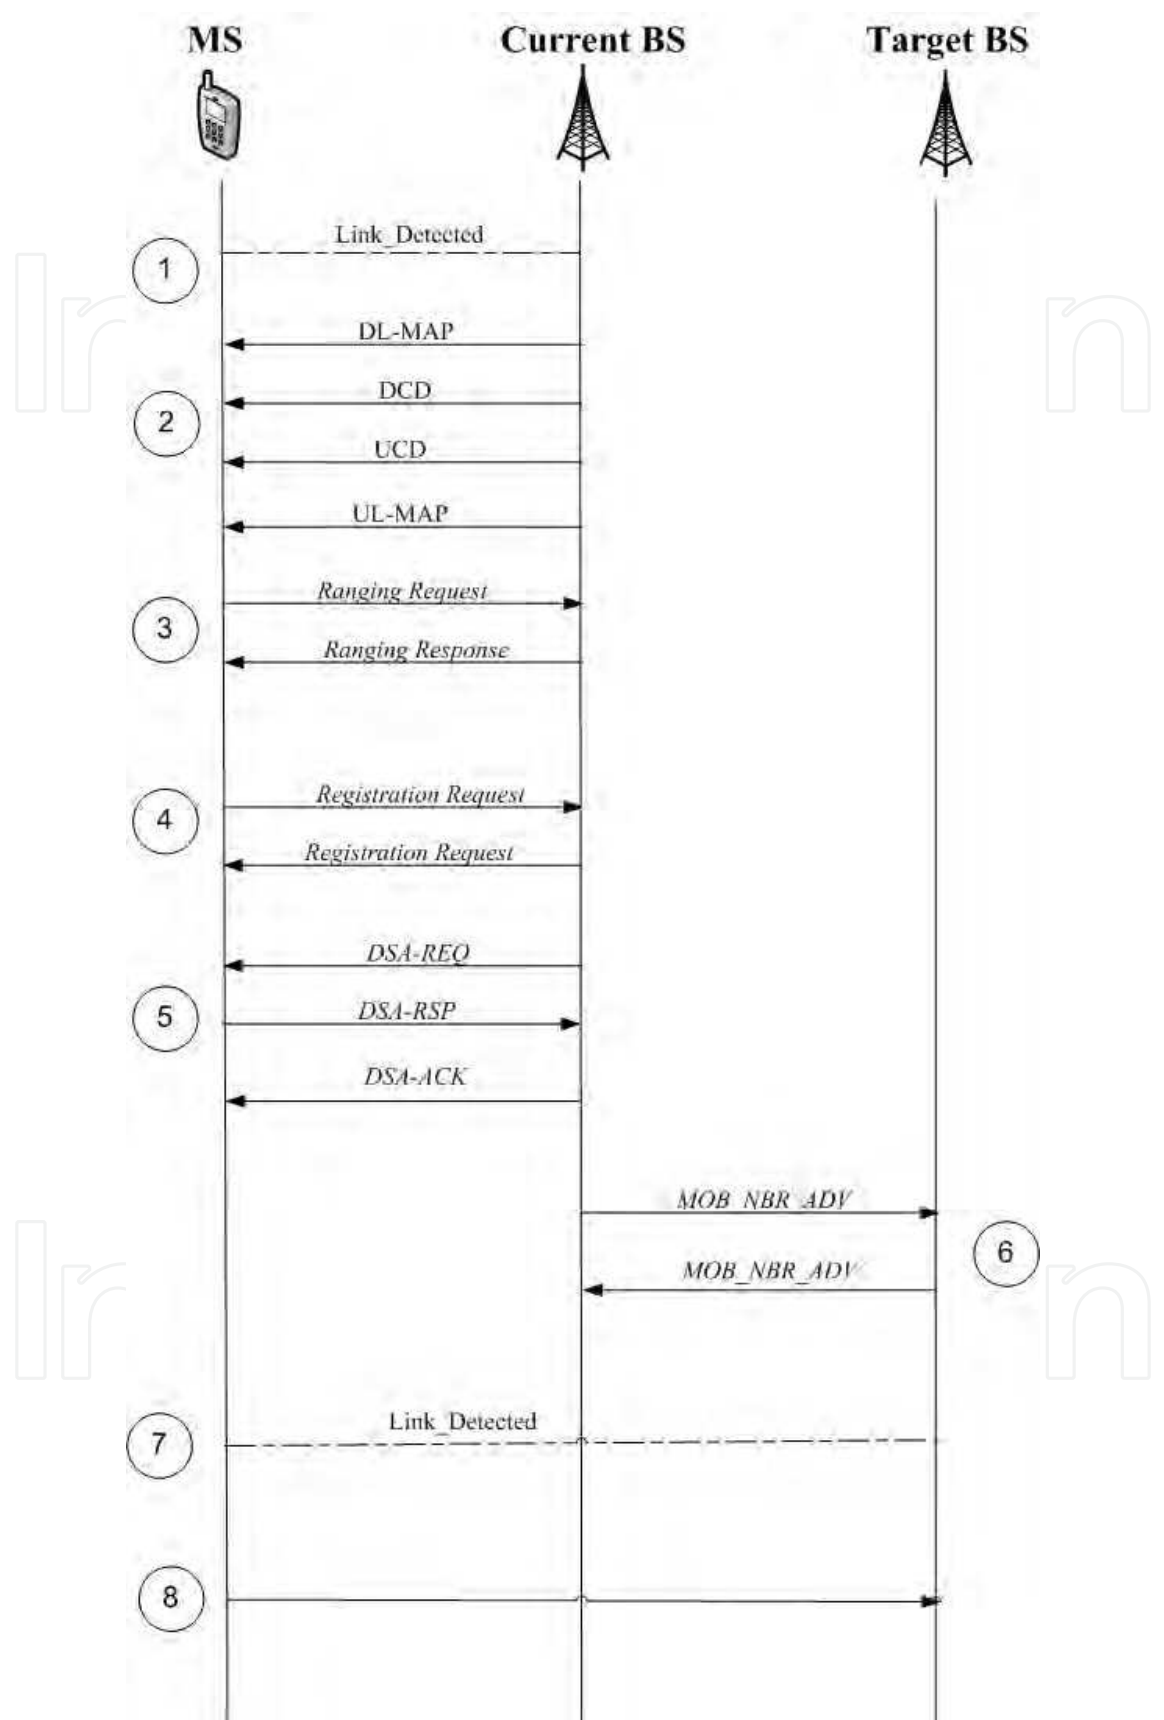 MS Current BS Target BS
Link_Detected
1
DL-MAP
DCD
2
UCD
UL-MAP
Ranging Request
3
Ranging Response
Registration Request
4
Registration Request
DSA-REQ
DSA-RSP
5
DSA-ACK
MOB_NBR_ADV
6
MOB_NBR_ADV
Link_Detected
7
8